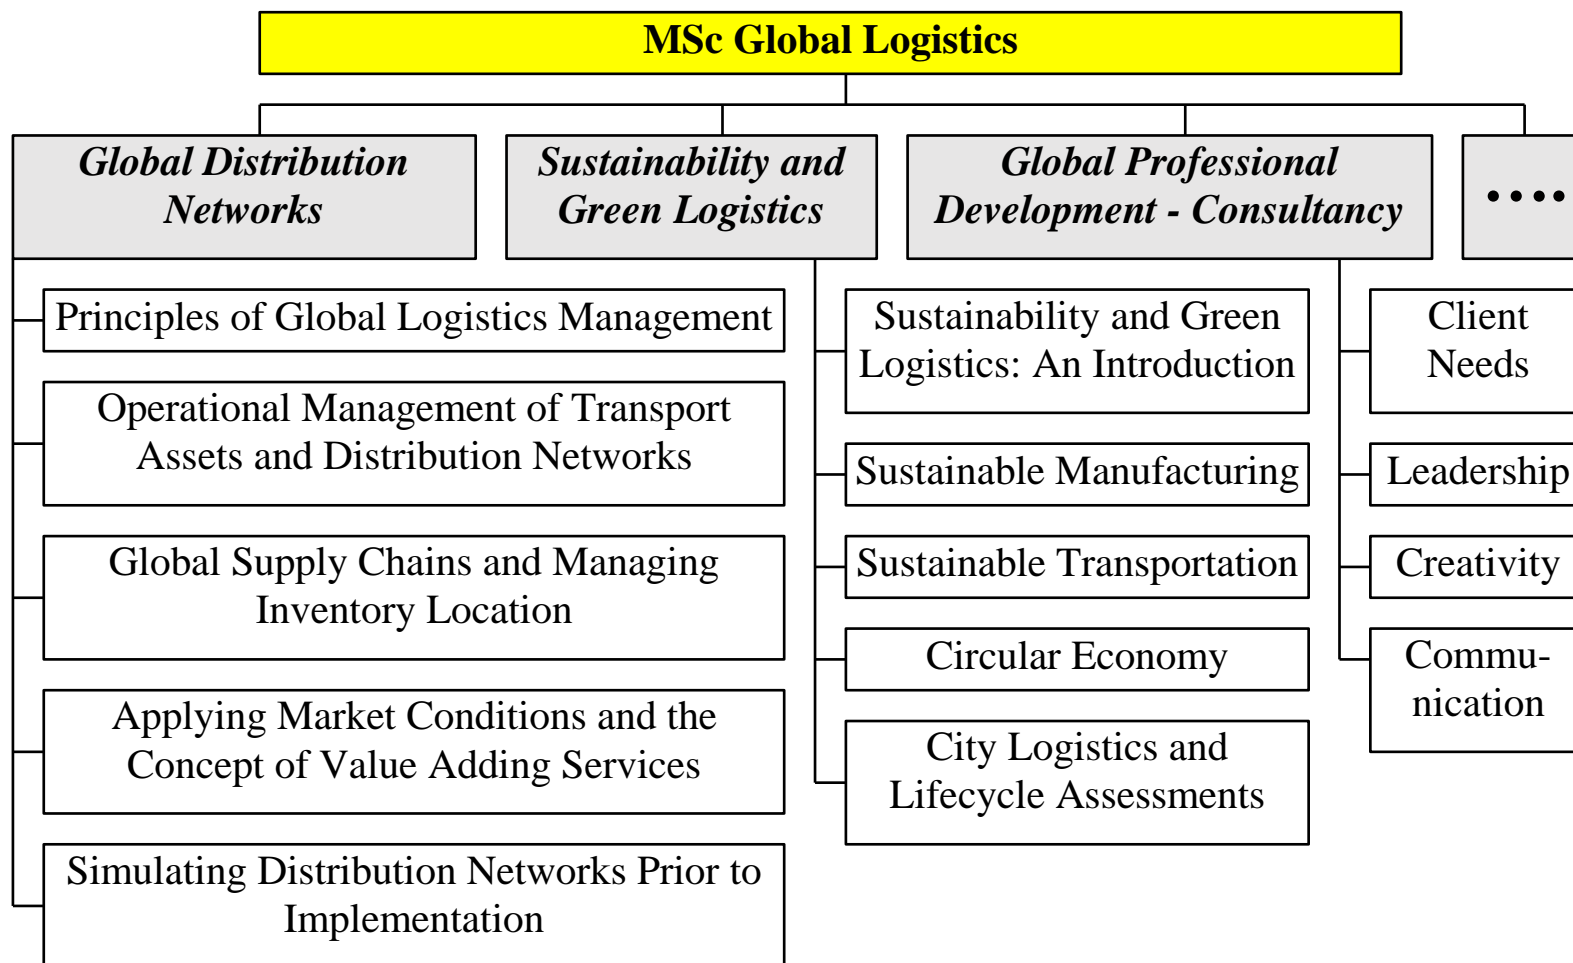 MSc Global Logistics
Global Distribution
Networks
Sustainability and
Green Logistics
Global Professional
Development - Consultancy
....
Principles of Global Logistics Management
Operational Management of Transport
Assets and Distribution Networks
Global Supply Chains and Managing
Inventory Location
Applying Market Conditions and the
Concept of Value Adding Services
Simulating Distribution Networks Prior to
Implementation
Sustainability and Green
Logistics: An Introduction
Sustainable Manufacturing
Sustainable Transportation
Circular Economy
City Logistics and
Lifecycle Assessments
Client
Needs
Leadership
Creativity
Commu-
nication